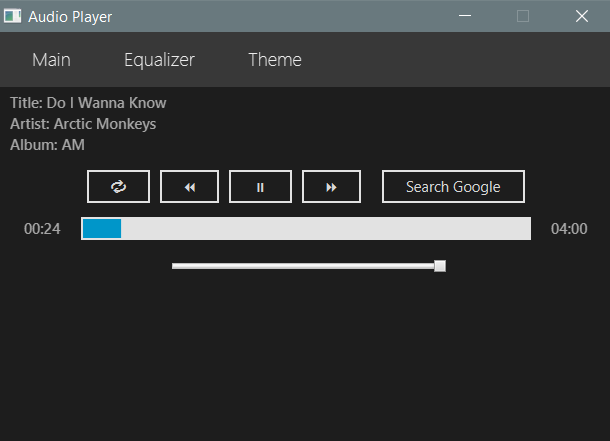 Audio Player
Main Equalizer Theme
Title: Do I Wanna Know
Artist: Arctic Monkeys
Album: AM
Search Google
00:24 04:00